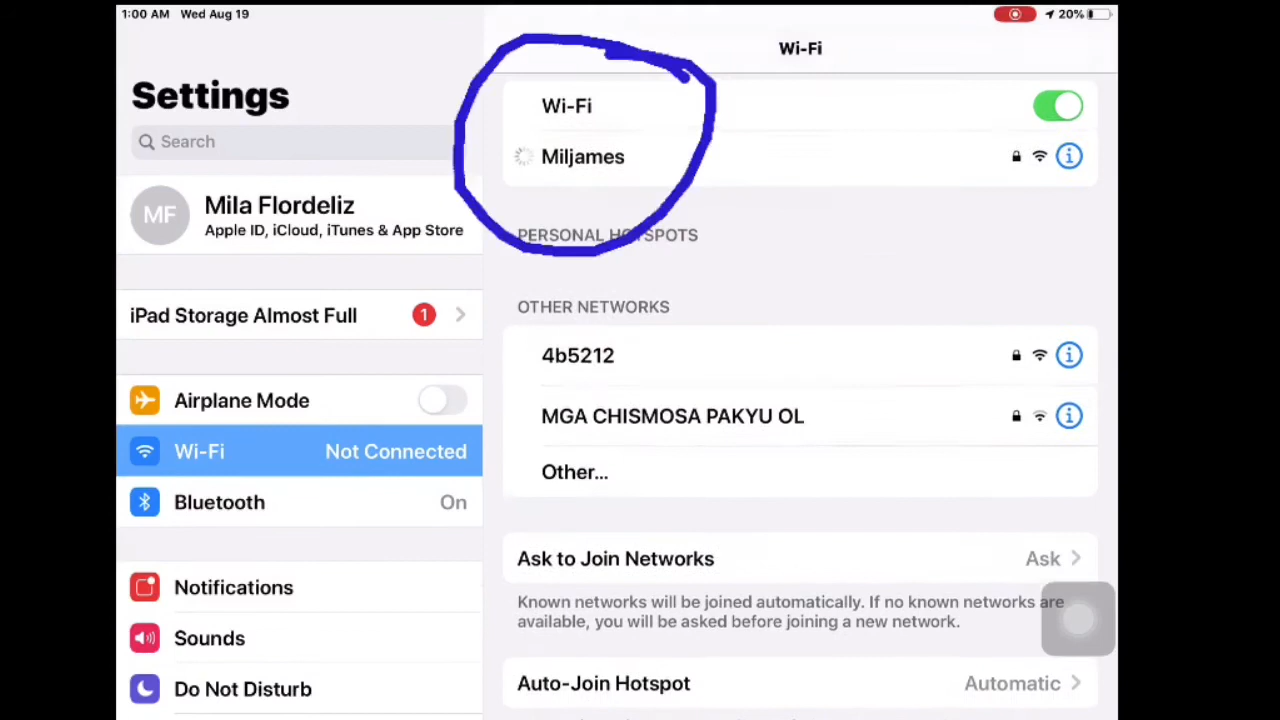 1:00 AM Wed Aug 19
20%
Wi-Fi
Settings
Search
MF
Mila Flordeliz
Apple ID, iCloud, iTunes & App Store
iPad Storage Almost Full 1
Airplane Mode
Wi-Fi Not Connected
Bluetooth On
Notifications
Sounds
Do Not Disturb
Wi-Fi
Miljames
PERSONAL HOTSPOTS
OTHER NETWORKS
4b5212
MGA CHISMOSA PAKYU OL
Other...
Ask to Join Networks Ask
Known networks will be joined automatically. If no known networks are
available, you will be asked before joining a new network.
Auto-Join Hotspot Automatic